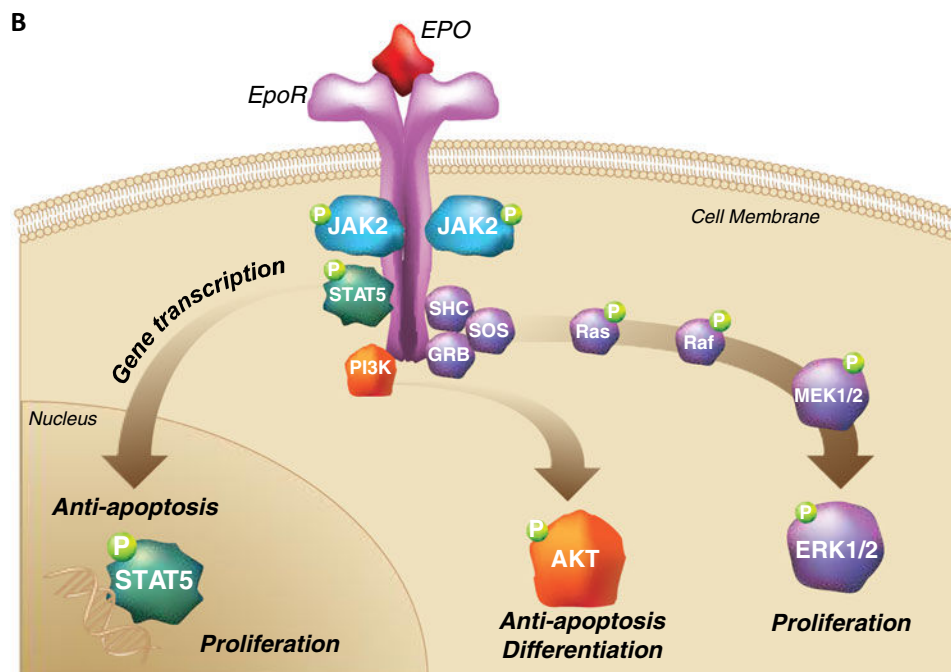 B
EPO
EpoR
Cell Membrane
P
JAK2
JAK2
P
P
STAT5
Gene transcription
SHC
SOS
GRB
PI3K
P
Ras
P
Raf
P
MEK1/2
Nucleus
Anti-apoptosis
P
STAT5
Proliferation
P
AKT
Anti-apoptosis
Differentiation
P
ERK1/2
Proliferation